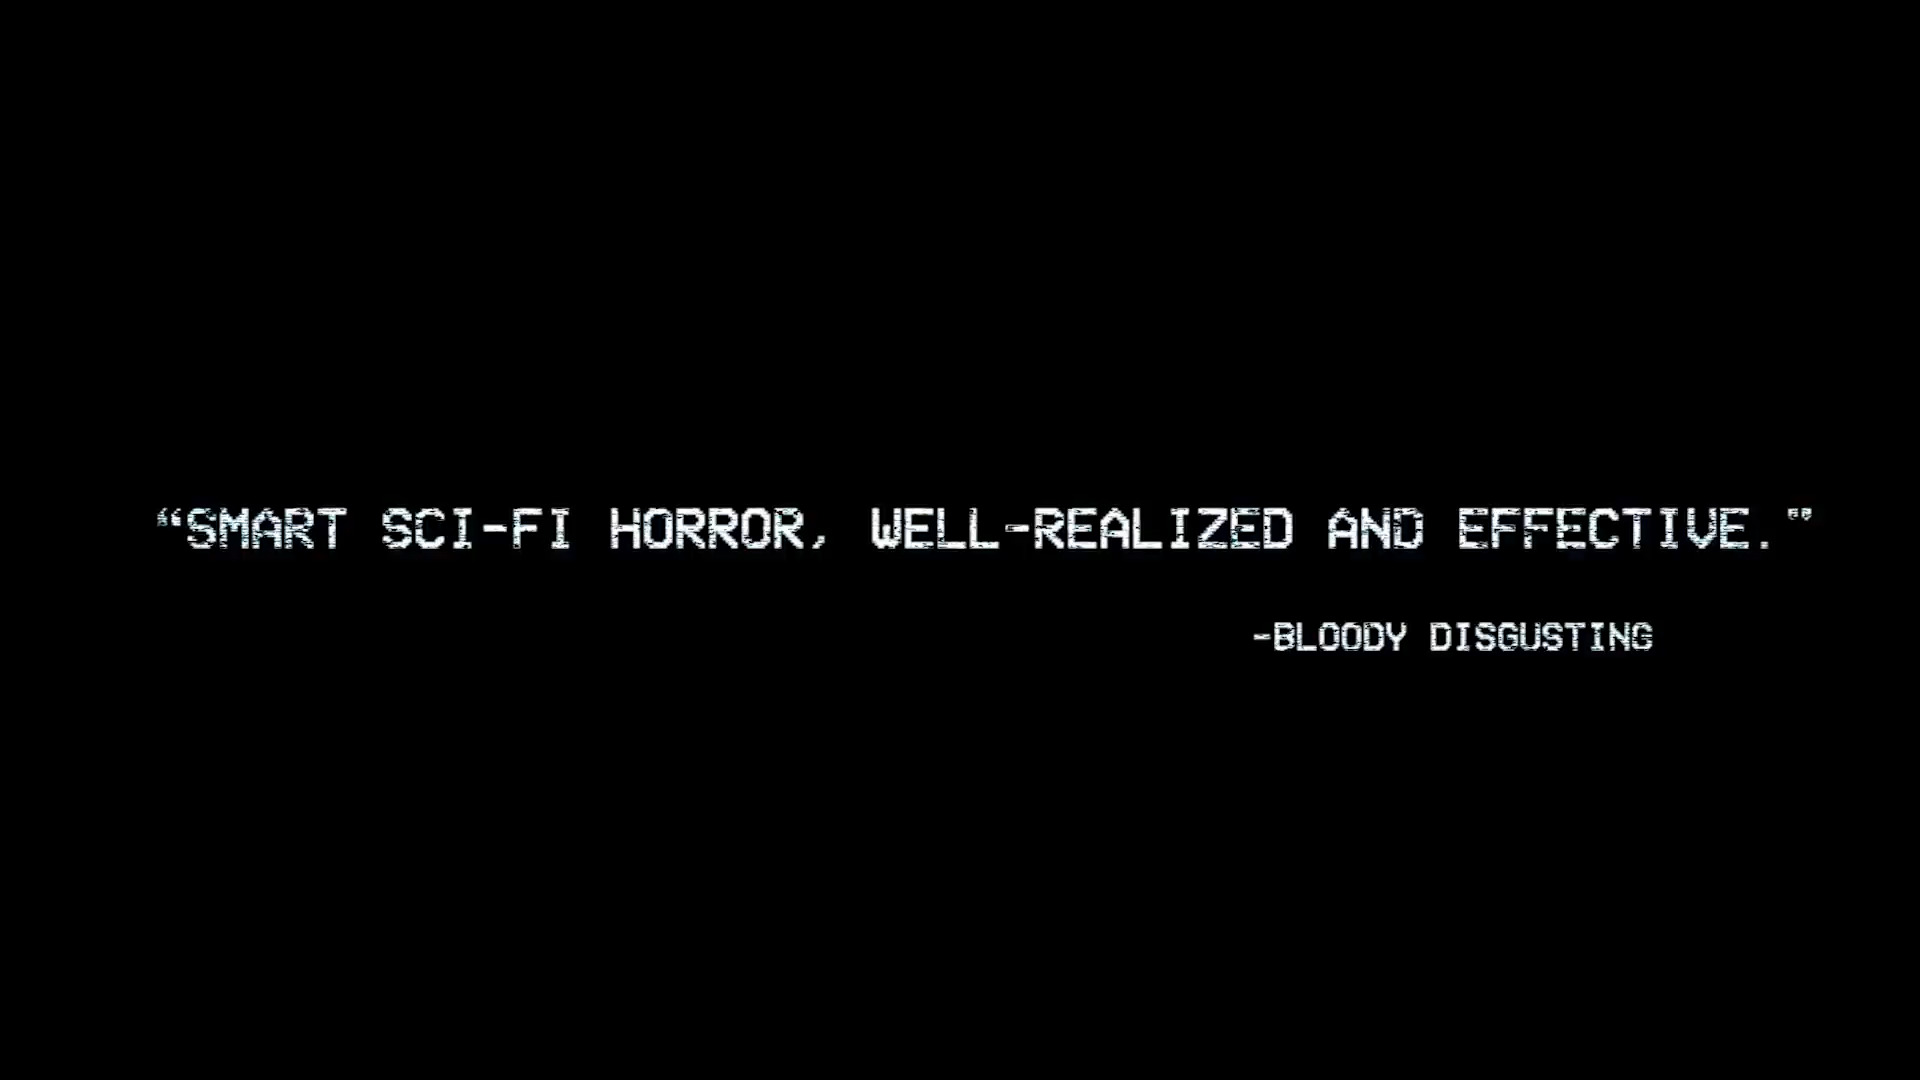 “SMART SCI-FI HORROR, WELL-REALIZED AND EFFECTIVE.”
-BLOODY DISGUSTING